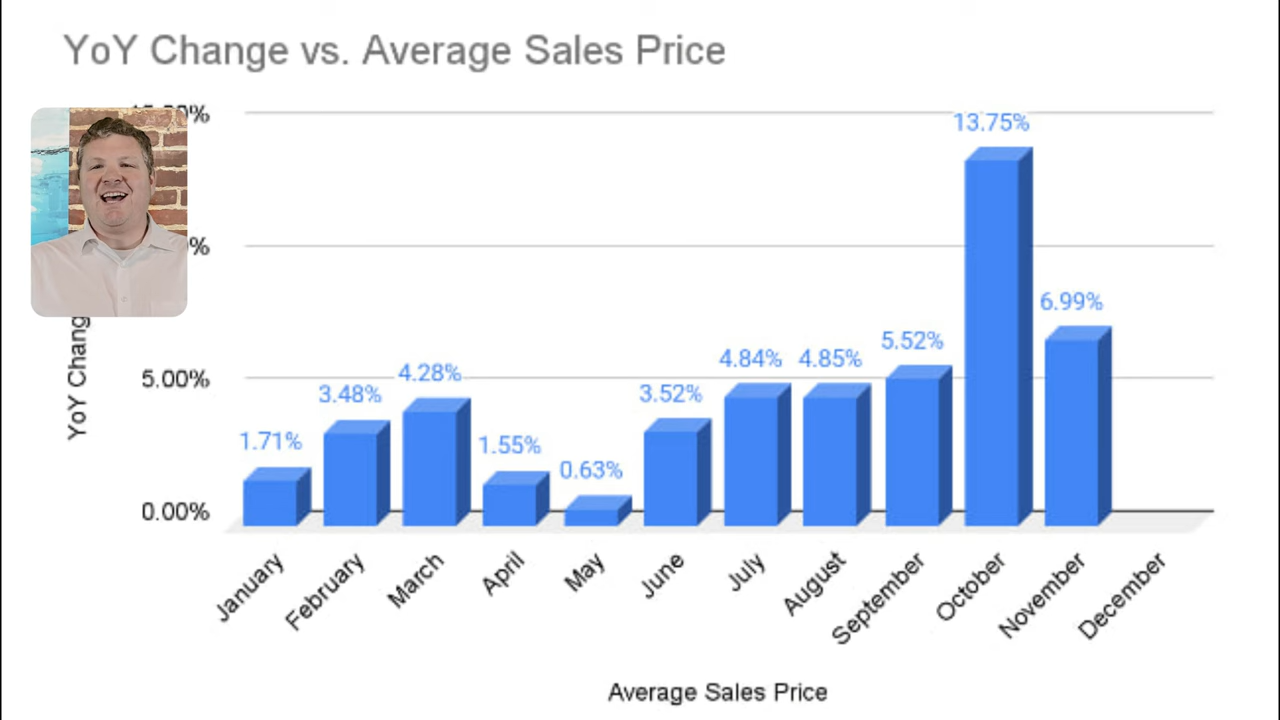 YoY Change vs. Average Sales Price
13.75%
6.99%
5.52%
4.84%
4.85%
4.28%
3.48%
3.52%
5.00%
1.71%
1.55%
0.63%
0.00%
January
February
March
April
May
June
July
August
September
October
November
December
YoY
Average Sales Price